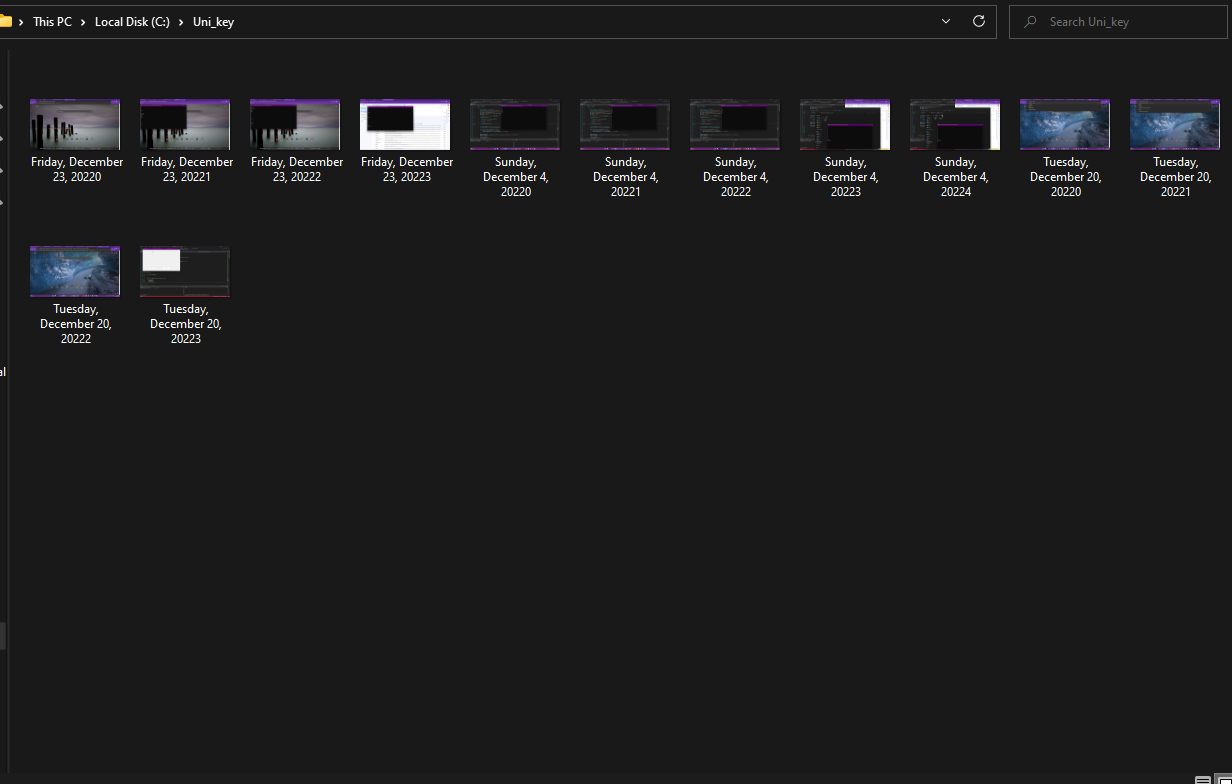 This PC > Local Disk (C:) > Uni_key
Search Uni_key
Friday, December
23, 20220
Friday, December
23, 20221
Friday, December
23, 20222
Friday, December
23, 20223
Sunday,
December 4,
20220
Sunday,
December 4,
20221
Sunday,
December 4,
20222
Sunday,
December 4,
20223
Sunday,
December 4,
20224
Tuesday,
December 20,
20220
Tuesday,
December 20,
20221
Tuesday,
December 20,
20222
Tuesday,
December 20,
20223
al